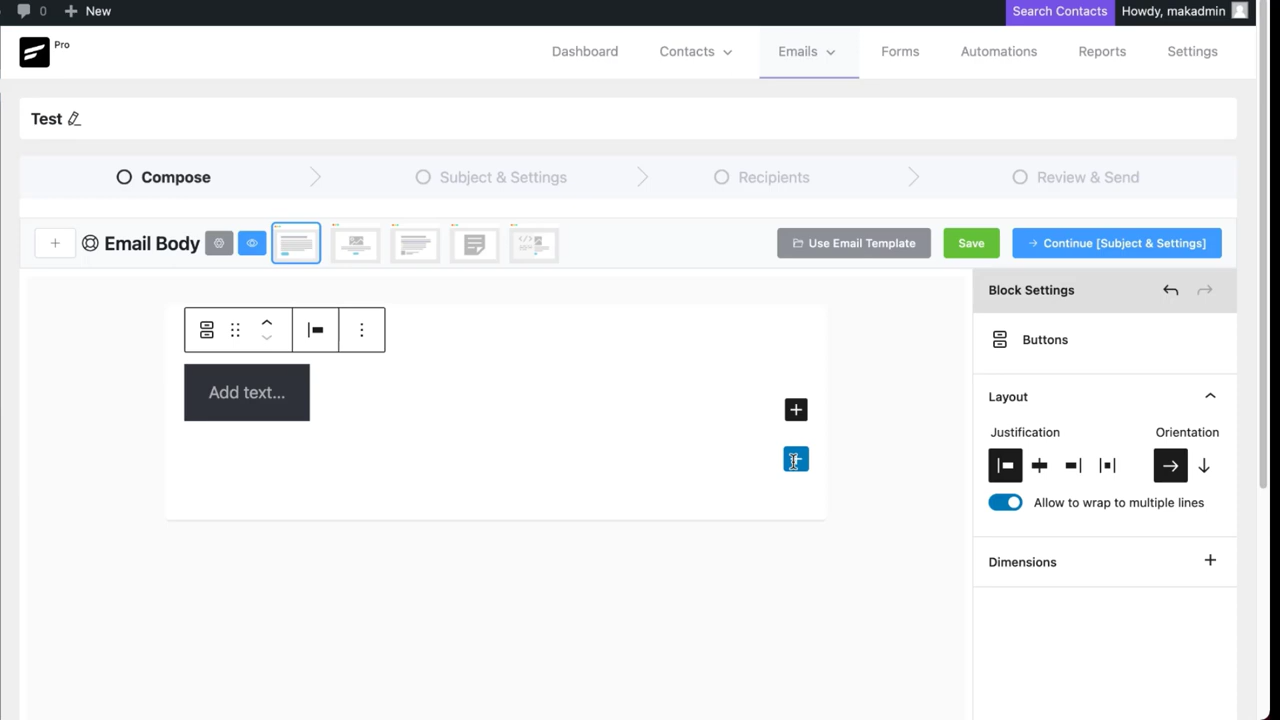 0 New Search Contacts Howdy, makadmin
Pro Dashboard Contacts Emails Forms Automations Reports Settings
Test
Compose Subject & Settings Recipients Review & Send
Email Body Use Email Template Save Continue [Subject & Settings]
Block Settings
Buttons
Add text...
Layout
Justification Orientation
Allow to wrap to multiple lines
Dimensions